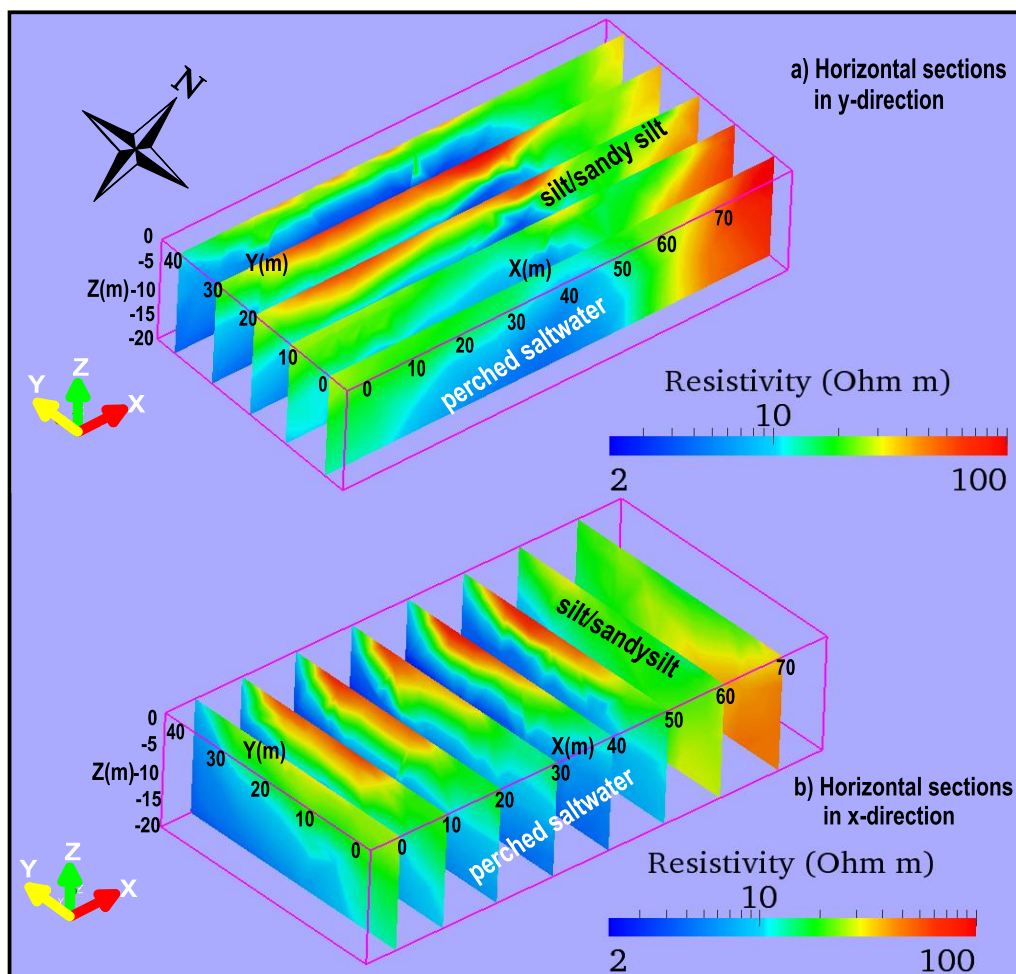 N
a) Horizontal sections
in y-direction
silt/sandy silt
0
-5
Z(m)-10
-15
-20
40
30
20
10
0
Y(m)
X(m)
0
10
20
30
40
50
60
70
perched saltwater
Z
Y
X
Resistivity (Ohm m)
10
2
100
silt/sandysilt
0
-5
Z(m)-10
-15
-20
40
30
20
10
0
Y(m)
X(m)
0
10
20
30
40
50
60
70
perched saltwater
b) Horizontal sections
in x-direction
Z
Y
X
Resistivity (Ohm m)
10
2
100